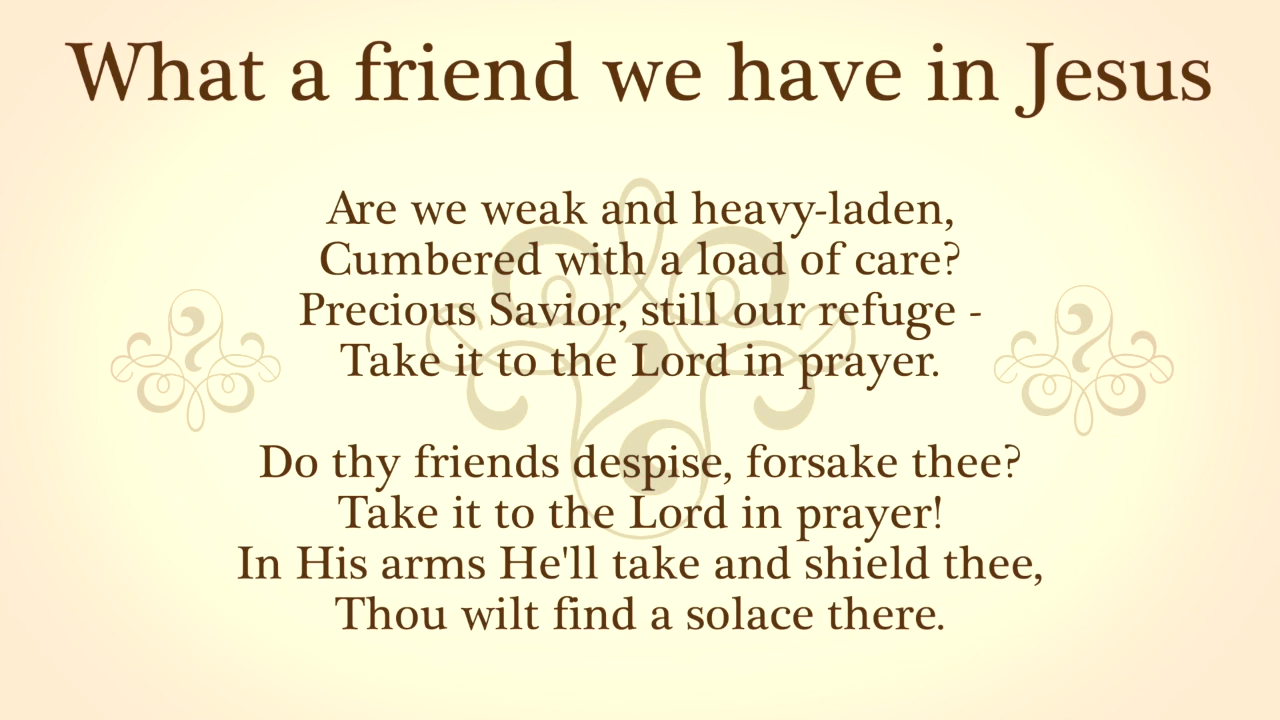 What a friend we have in Jesus
Are we weak and heavy-laden,
Cumbered with a load of care?
Precious Savior, still our refuge -
Take it to the Lord in prayer.
Do thy friends despise, forsake thee?
Take it to the Lord in prayer!
In His arms He'll take and shield thee,
Thou wilt find a solace there.